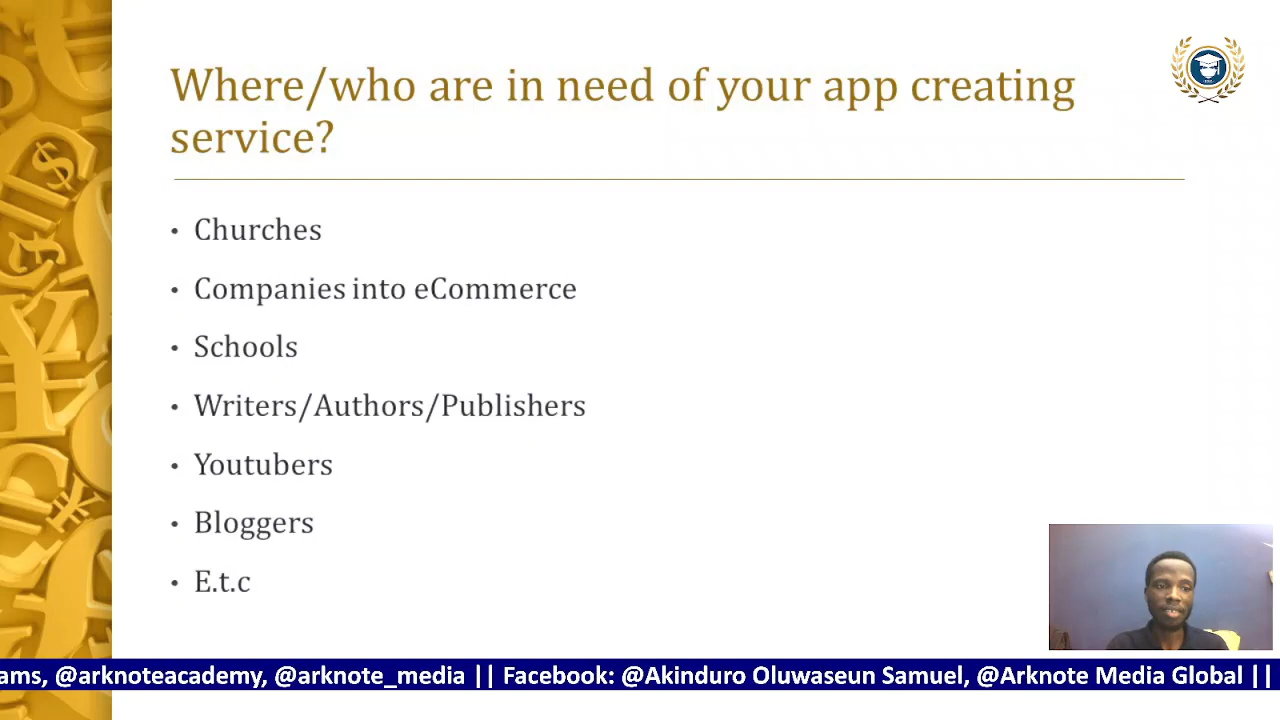 Where/who are in need of your app creating
service?
• Churches
• Companies into eCommerce
• Schools
• Writers/Authors/Publishers
• Youtubers
• Bloggers
• E.t.c
ams, @arknoteacademy, @arknote_media || Facebook: @Akinduro Oluwaseun Samuel, @Arknote Media Global ||